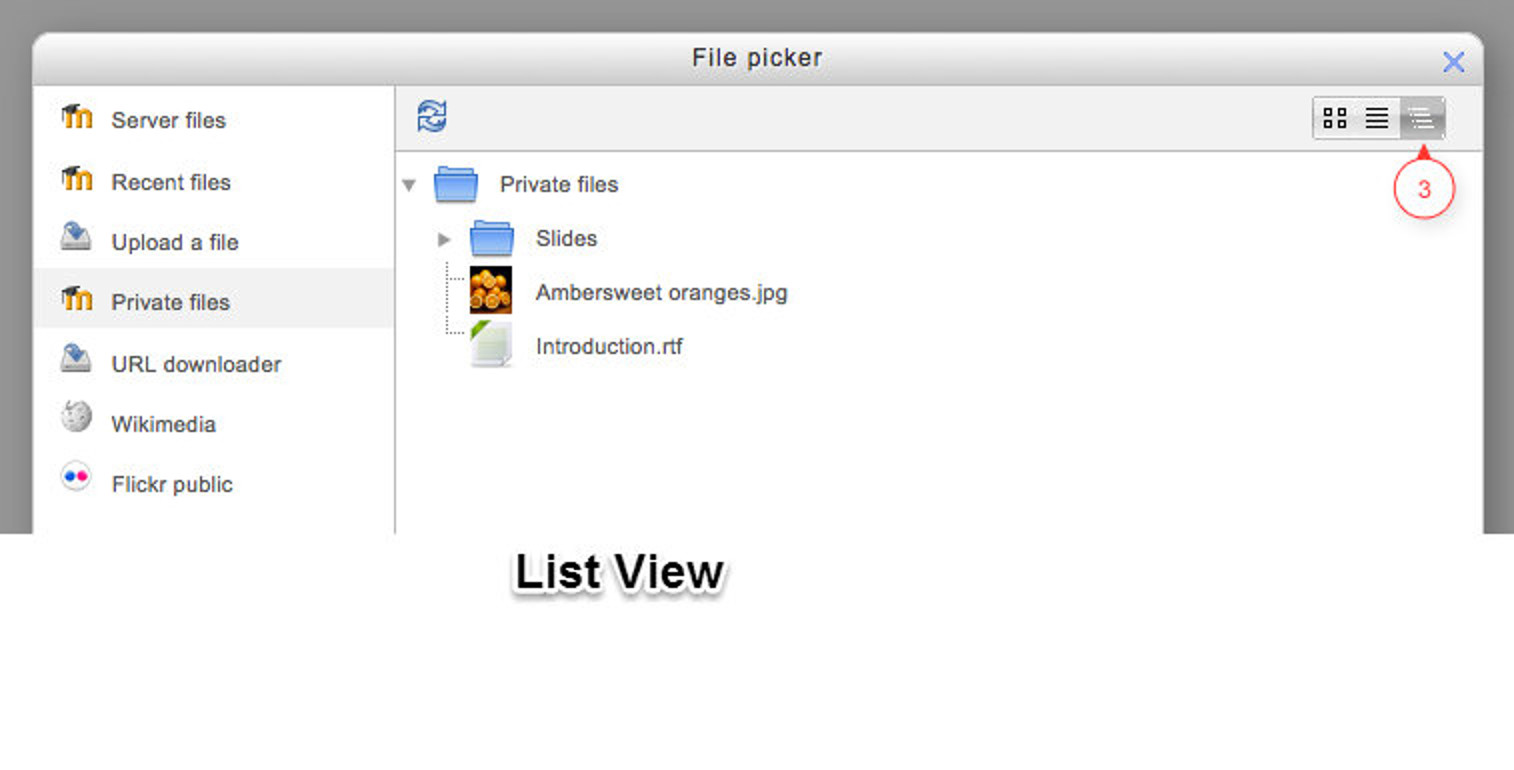 File picker
Server files
Recent files
Upload a file
Private files
URL downloader
Wikimedia
Flickr public
Private files
3
Slides
Ambersweet oranges.jpg
Introduction.rtf
List View